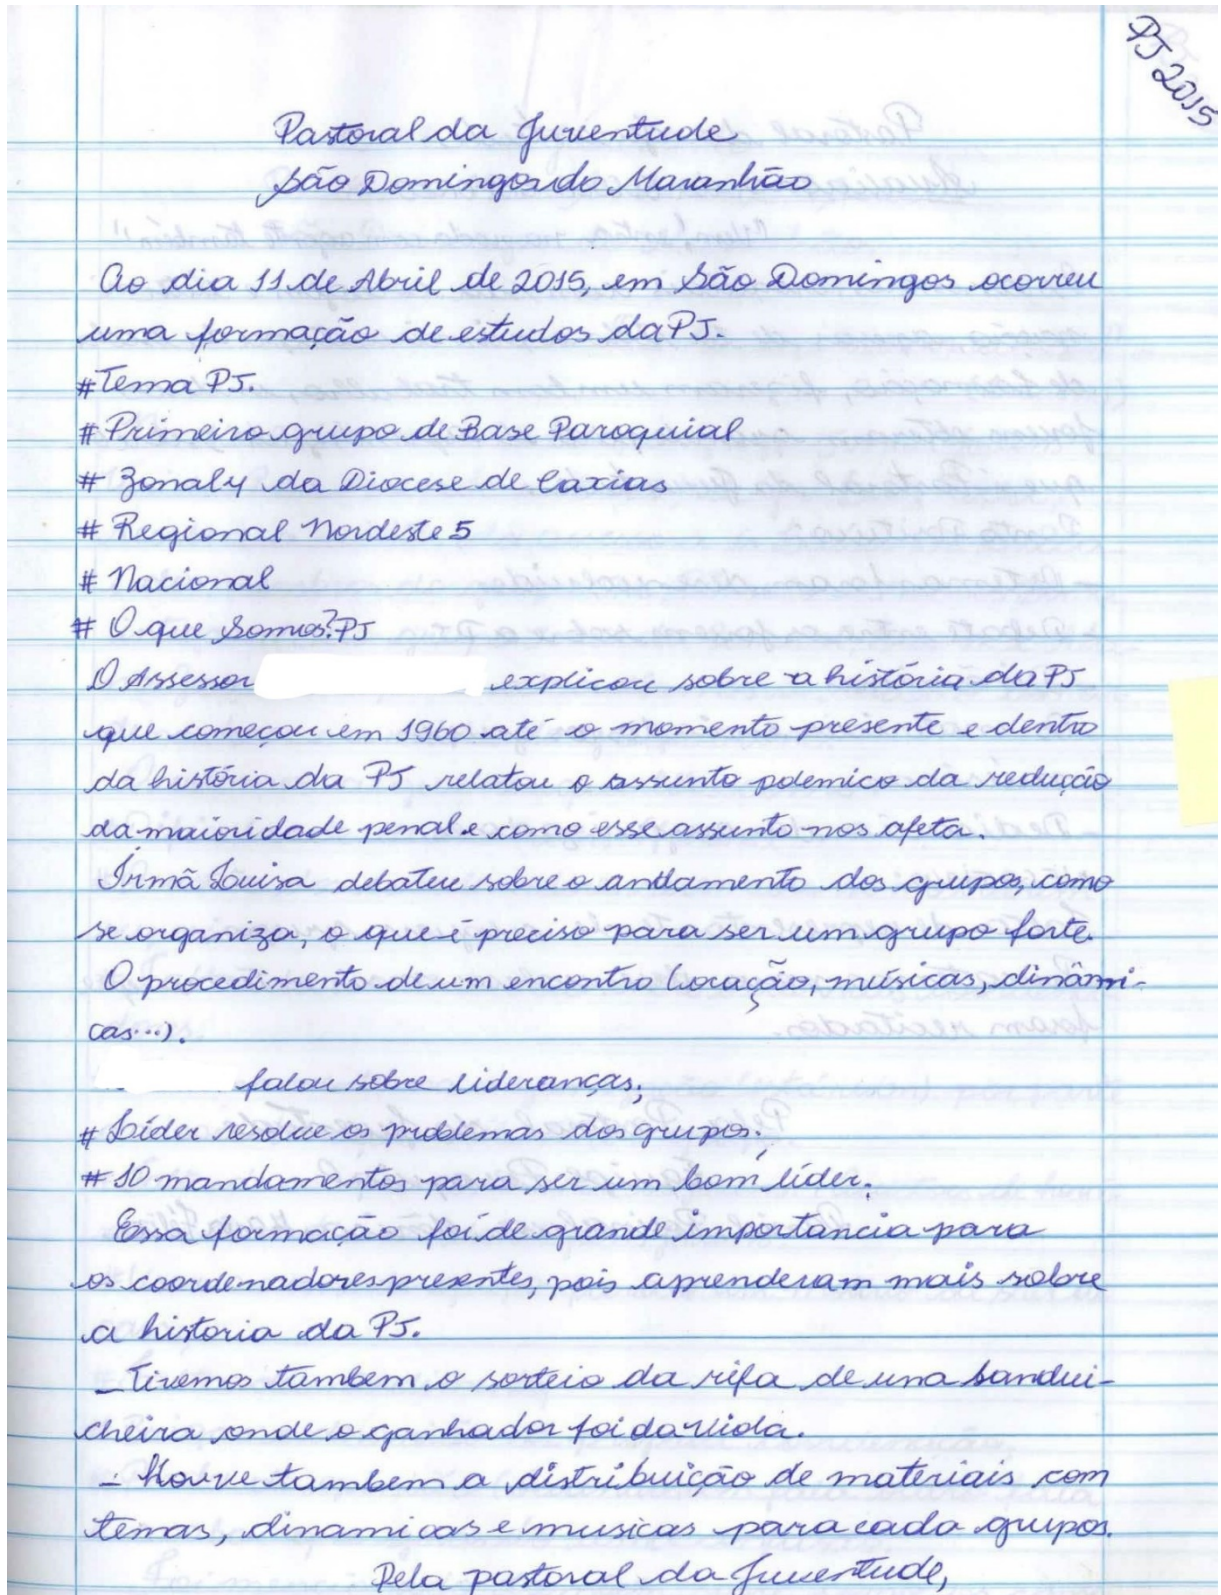 PJ 2015
Pastoral da Juventude
São Domingos do Maranhão
Ao dia 11 de Abril de 2015, em São Domingos ocorreu
uma formação de estudos da PJ.
# Tema PJ.
# Primeiro grupo de Base Paroquial
# Zonal 4 da Diocese de Caxias
# Regional Nordeste 5
# Nacional
# O que Somos? PJ
O Assessor explicou sobre a história da PJ
que começou em 1960 até o momento presente e dentro
da história da PJ relatou o assunto polemico da redução
da maioridade penal e como esse assunto nos afeta.
Irmã Louisa debateu sobre o andamento dos grupos, como
se organiza, o que é preciso para ser um grupo forte.
O procedimento de um encontro (oração, músicas, dinâmi-
cas...).
falou sobre lideranças;
# Líder resolve os problemas dos grupos;
# 10 mandamentos para ser um bom líder.
Essa formação foi de grande importancia para
os coordenadores presentes, pois aprenderam mais sobre
a historia da PJ.
- Tivemos tambem o sorteio da rifa de uma sandui-
cheira onde o ganhador foi da
- Houve tambem a distribuição de materiais com
temas, dinamicas e musicas para cada grupos.
Pela pastoral da Juventude,